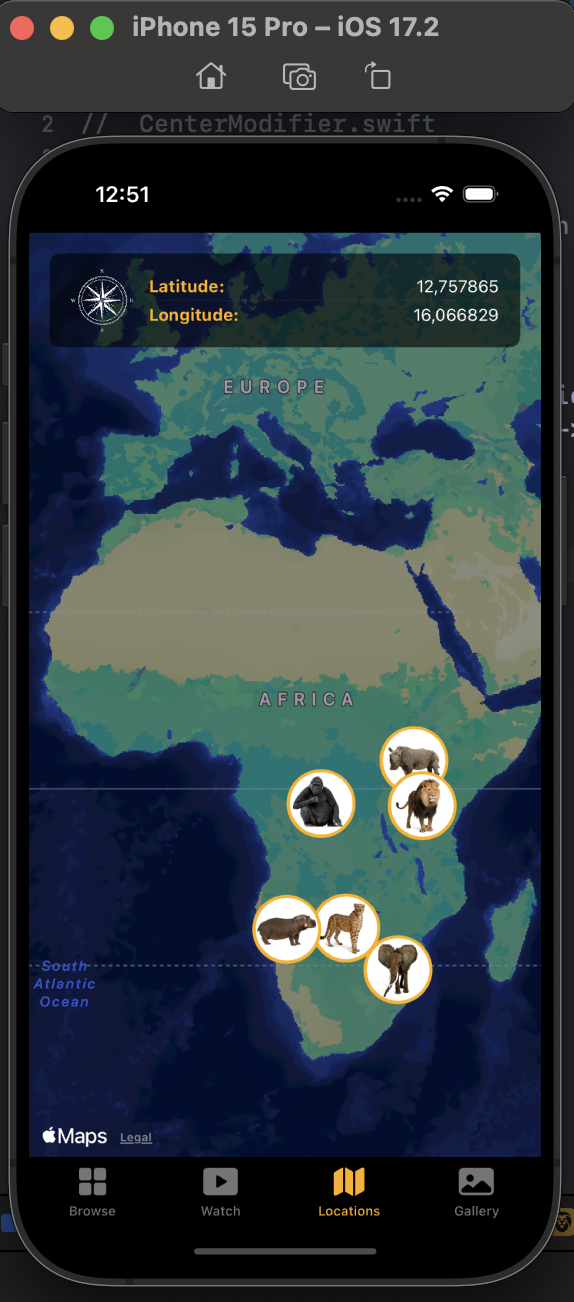 iPhone 15 Pro – iOS 17.2
2 // CenterModifier.swift
12:51
N
W
S
Latitude: 12,757865
Longitude: 16,066829
EUROPE
AFRICA
South
Atlantic
Ocean
Maps Legal
Browse Watch Locations Gallery